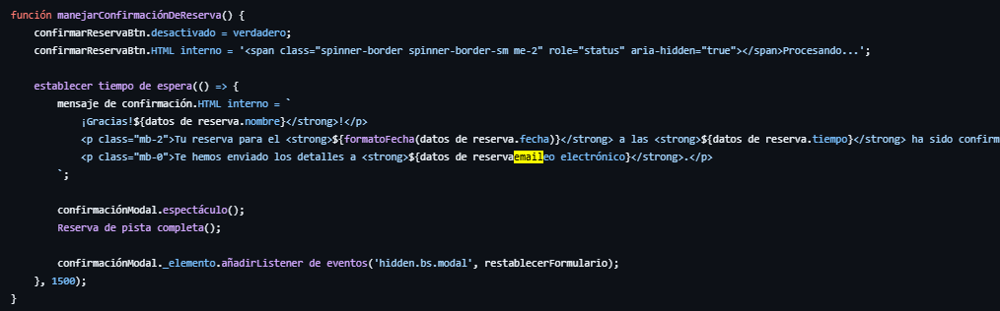 función manejarConfirmaciónDeReserva() {
confirmarReservaBtn.desactivado = verdadero;
confirmarReservaBtn.HTML interno = '<span class="spinner-border spinner-border-sm me-2" role="status" aria-hidden="true"></span>Procesando...';
establecer tiempo de espera(() => {
mensaje de confirmación.HTML interno = `
¡Gracias!${datos de reserva.nombre}</strong>!</p>
<p class="mb-2">Tu reserva para el <strong>${formatoFecha(datos de reserva.fecha)}</strong> a las <strong>${datos de reserva.tiempo}</strong> ha sido confirm
<p class="mb-0">Te hemos enviado los detalles a <strong>${datos de reservaemaileo electrónico}</strong>.</p>
`;
confirmaciónModal.espectáculo();
Reserva de pista completa();
confirmaciónModal._elemento.añadirListener de eventos('hidden.bs.modal', restablecerFormulario);
}, 1500);
}